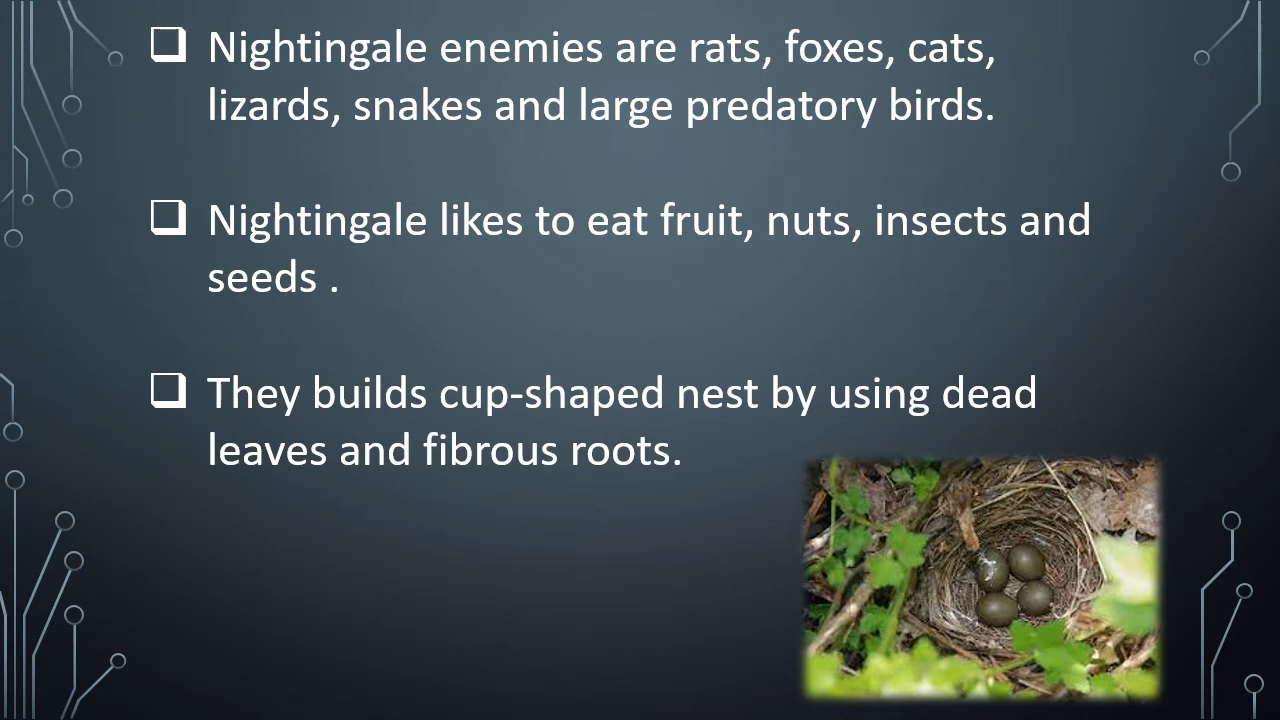 ❑ Nightingale enemies are rats, foxes, cats,
lizards, snakes and large predatory birds.
❑ Nightingale likes to eat fruit, nuts, insects and
seeds .
❑ They builds cup-shaped nest by using dead
leaves and fibrous roots.